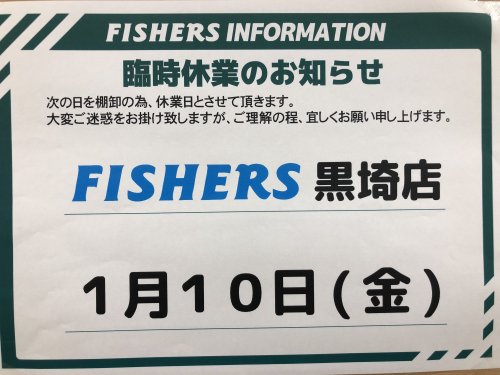 FISHERS INFORMATION
臨時休業のお知らせ
次の日を棚卸の為、休業日とさせて頂きます。
大変ご迷惑をお掛け致しますが、ご理解の程、宜しくお願い申し上げます。
FISHERS 黒埼店
１月１０日(金)